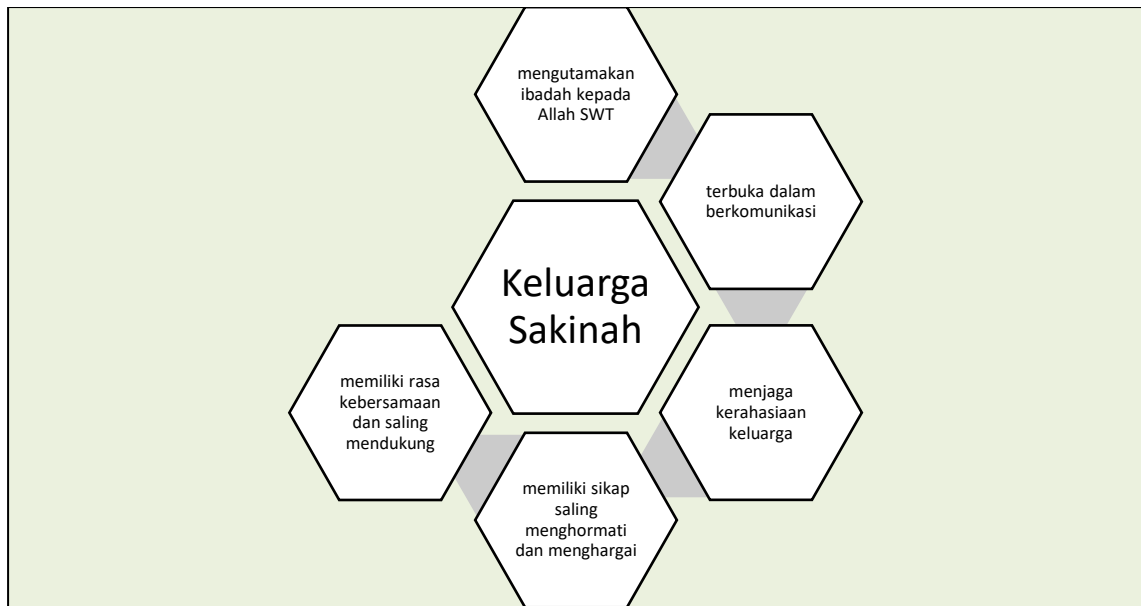 mengutamakan
ibadah kepada
Allah SWT
terbuka dalam
berkomunikasi
Keluarga
Sakinah
menjaga
kerahasiaan
keluarga
memiliki sikap
saling
menghormati
dan menghargai
memiliki rasa
kebersamaan
dan saling
mendukung